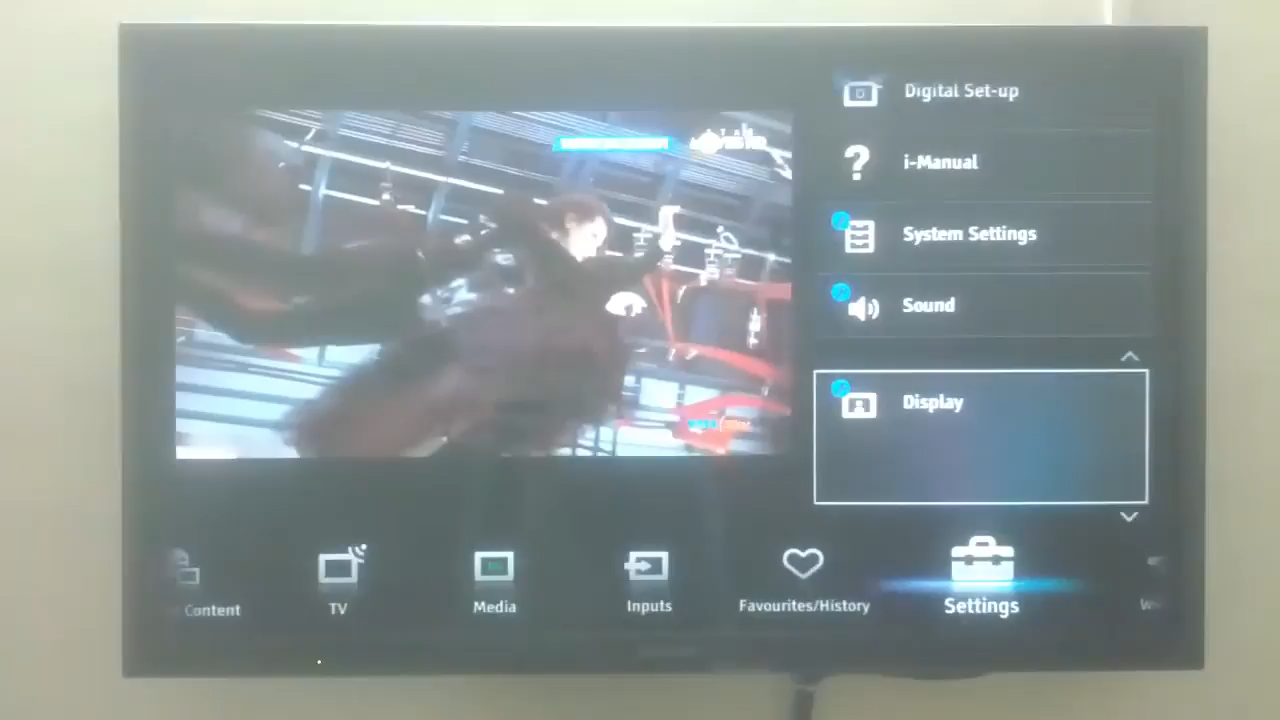 Digital Set-up
i-Manual
System Settings
Sound
Display
Content
TV
Media
Inputs
Favourites/History
Settings